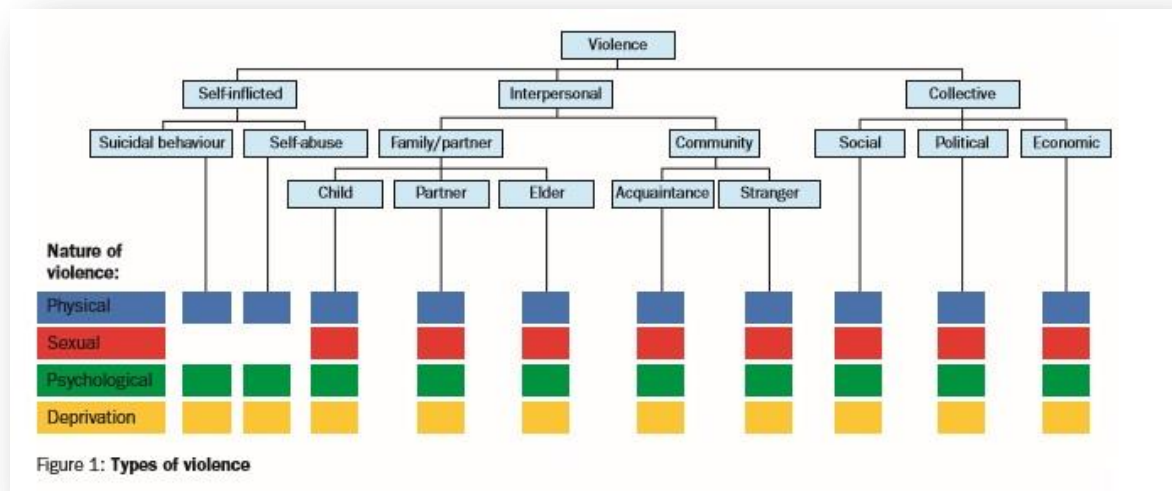 Violence
Self-inflicted Interpersonal Collective
Suicidal behaviour Self-abuse Family/partner Community Social Political Economic
Child Partner Elder Acquaintance Stranger
Nature of
violence:
Physical
Sexual
Psychological
Deprivation
Figure 1: Types of violence